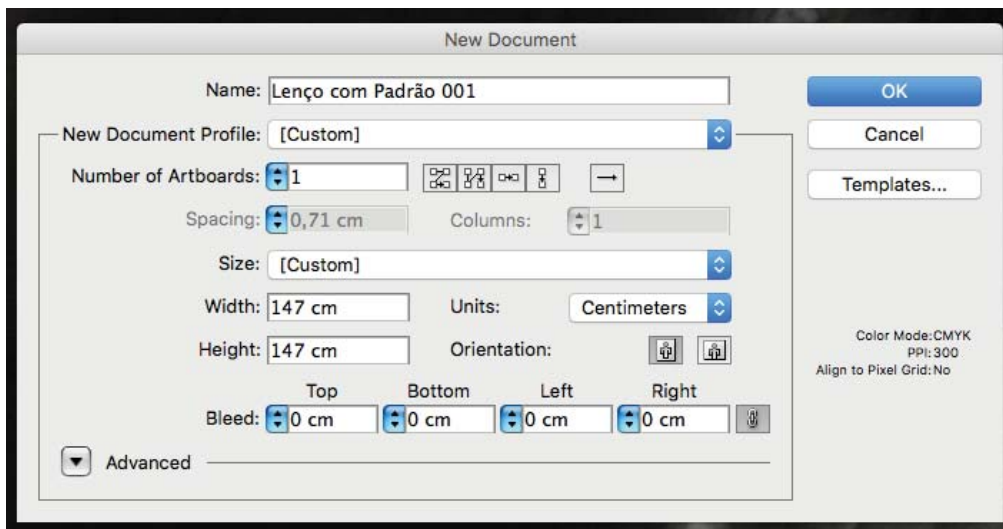 New Document
Name: Lenço com Padrão 001
OK
New Document Profile: [Custom]
Cancel
Number of Artboards: 1
Templates...
Spacing: 0,71 cm Columns: 1
Size: [Custom]
Width: 147 cm Units: Centimeters
Height: 147 cm Orientation:
Color Mode:CMYK
PPI:300
Align to Pixel Grid:No
Top Bottom Left Right
Bleed: 0 cm 0 cm 0 cm 0 cm
Advanced